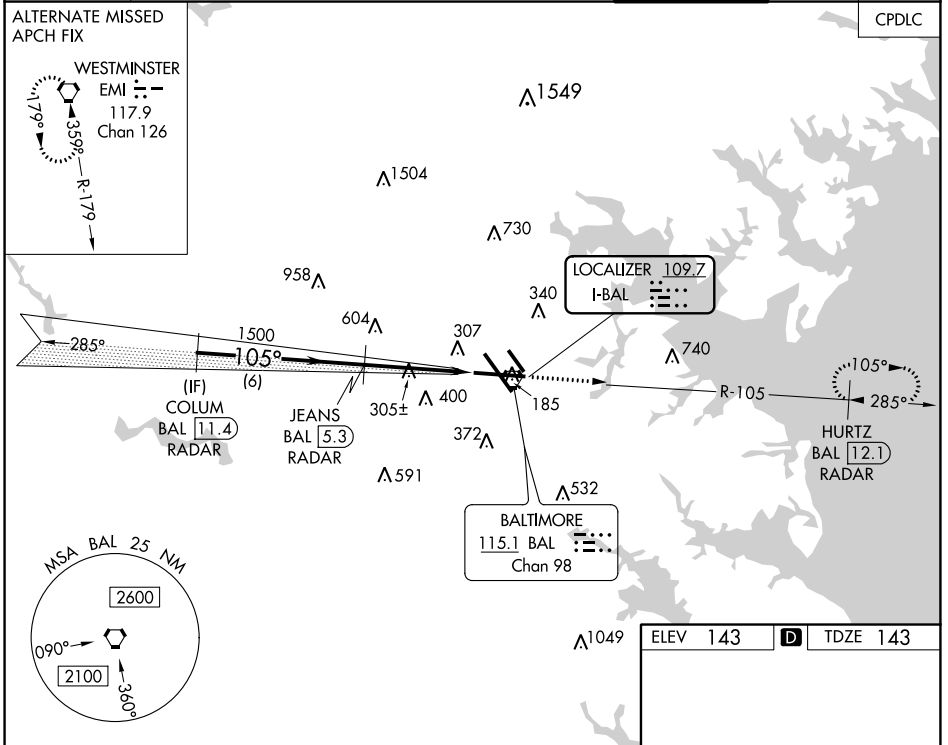 ALTERNATE MISSED
APCH FIX
WESTMINSTER
EMI
117.9
Chan 126
179°
359°
R-179
CPDLC
1549
1504
730
958
604
307
340
740
LOCALIZER 109.7
I-BAL
285°
1500
105°
(6)
(IF)
COLUM
BAL 11.4
RADAR
JEANS
BAL 5.3
RADAR
305±
400
185
372
591
532
R-105
105°
285°
HURTZ
BAL 12.1
RADAR
BALTIMORE
115.1 BAL
Chan 98
MSA BAL 25 NM
2600
090°
2100
360°
1049
ELEV 143 D TDZE 143